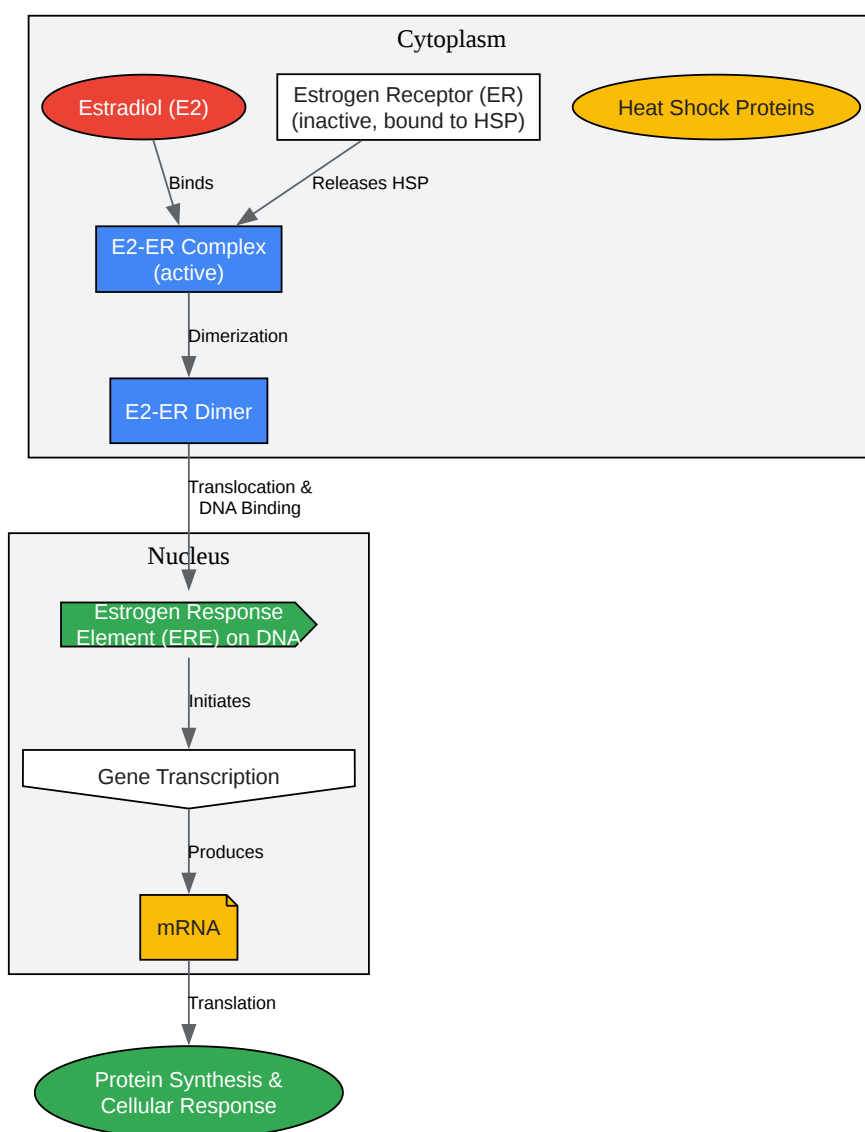 Cytoplasm
Estradiol (E2)
Estrogen Receptor (ER)
(inactive, bound to HSP)
Heat Shock Proteins
Binds
Releases HSP
E2-ER Complex
(active)
Dimerization
E2-ER Dimer
Translocation &
DNA Binding
Nucleus
Estrogen Response
Element (ERE) on DNA
Initiates
Gene Transcription
Produces
mRNA
Translation
Protein Synthesis &
Cellular Response